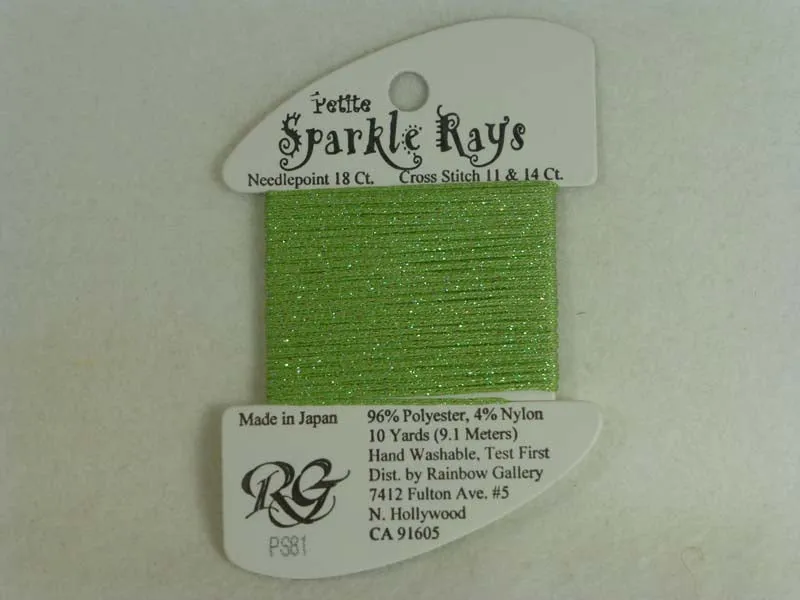 Petite
Sparkle Rays
Needlepoint 18 Ct. Cross Stitch 11 & 14 Ct.
Made in Japan
96% Polyester, 4% Nylon
10 Yards (9.1 Meters)
Hand Washable, Test First
Dist. by Rainbow Gallery
7412 Fulton Ave. #5
N. Hollywood
CA 91605
RG
PS81